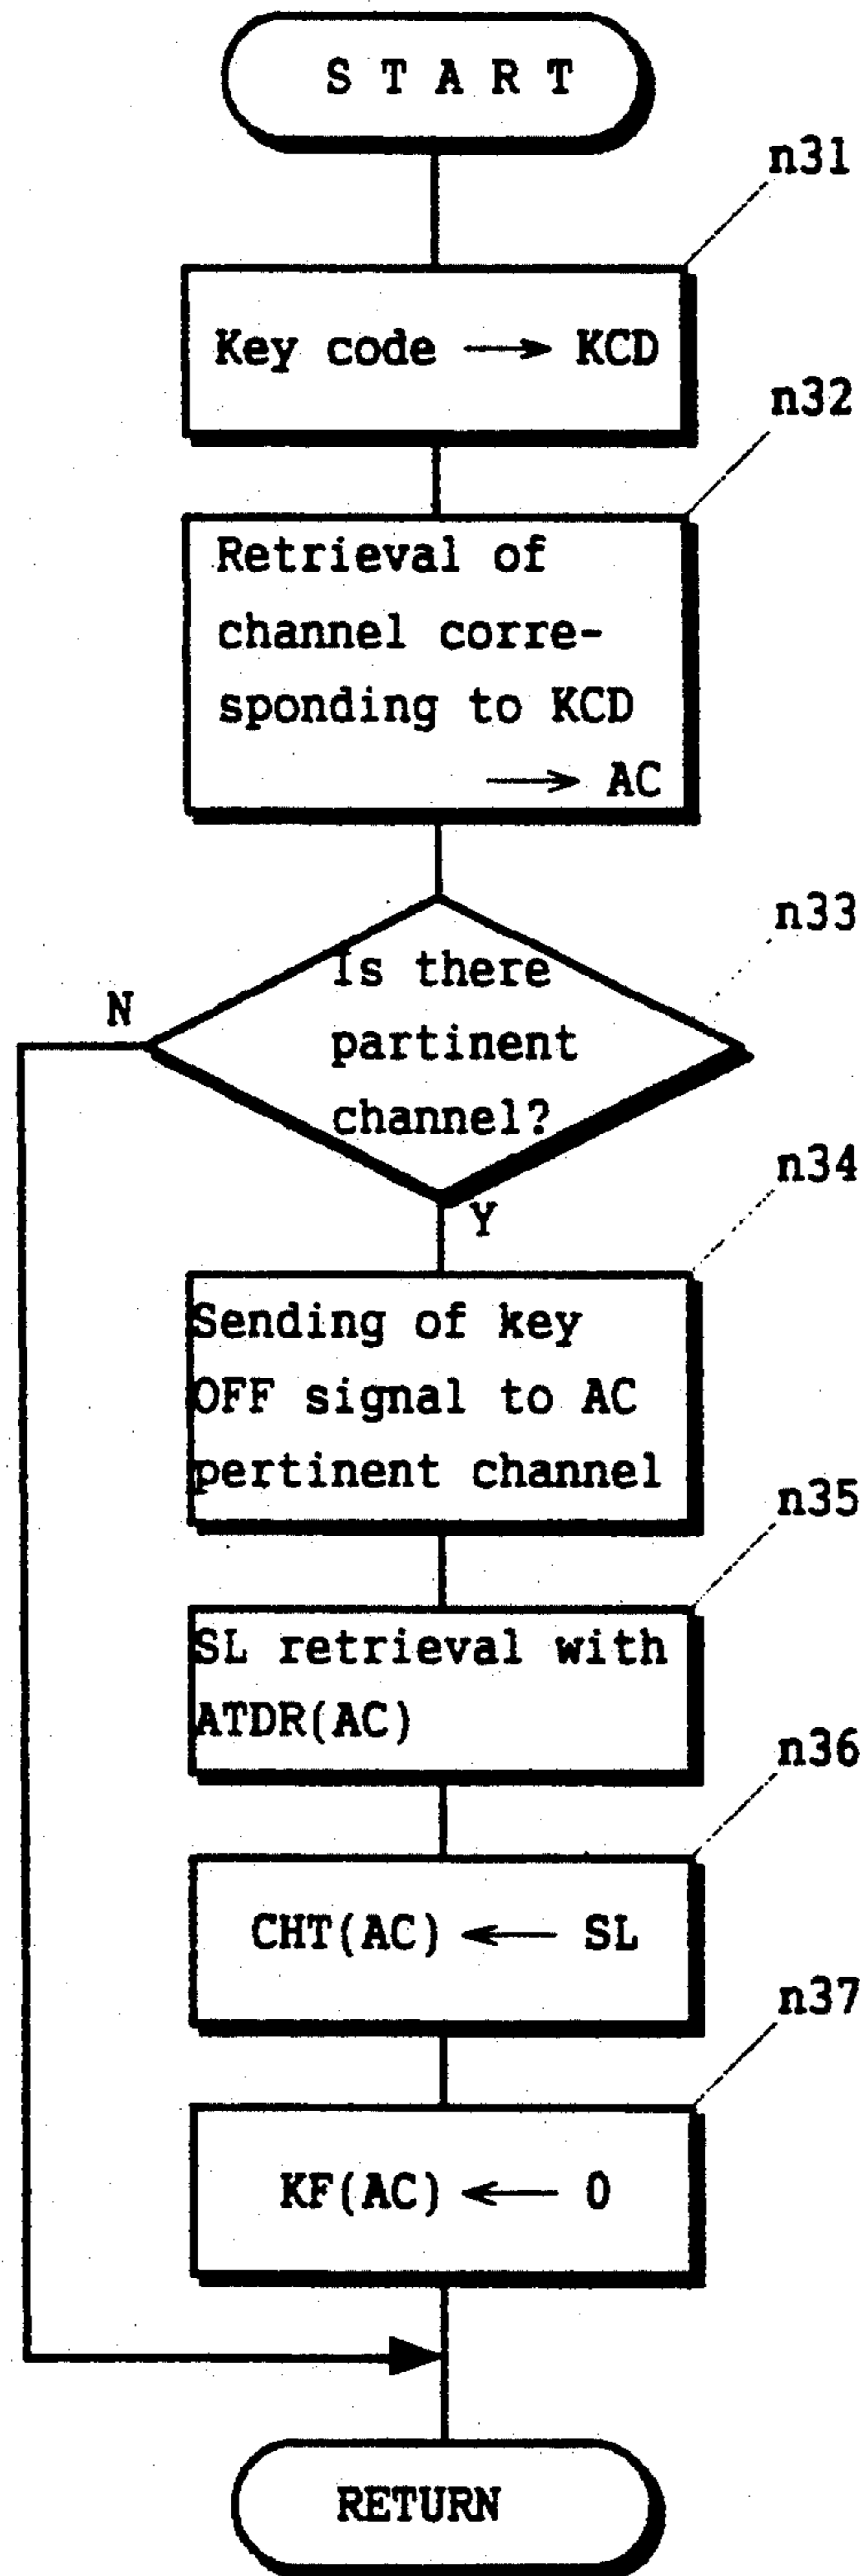 START
n31
Key code → KCD
n32
Retrieval of
channel corre-
sponding to KCD
→ AC
n33
Is there
partinent
channel?
N
Y
n34
Sending of key
OFF signal to AC
pertinent channel
n35
SL retrieval with
ATDR(AC)
n36
CHT(AC) ← SL
n37
KF(AC) ← 0
RETURN